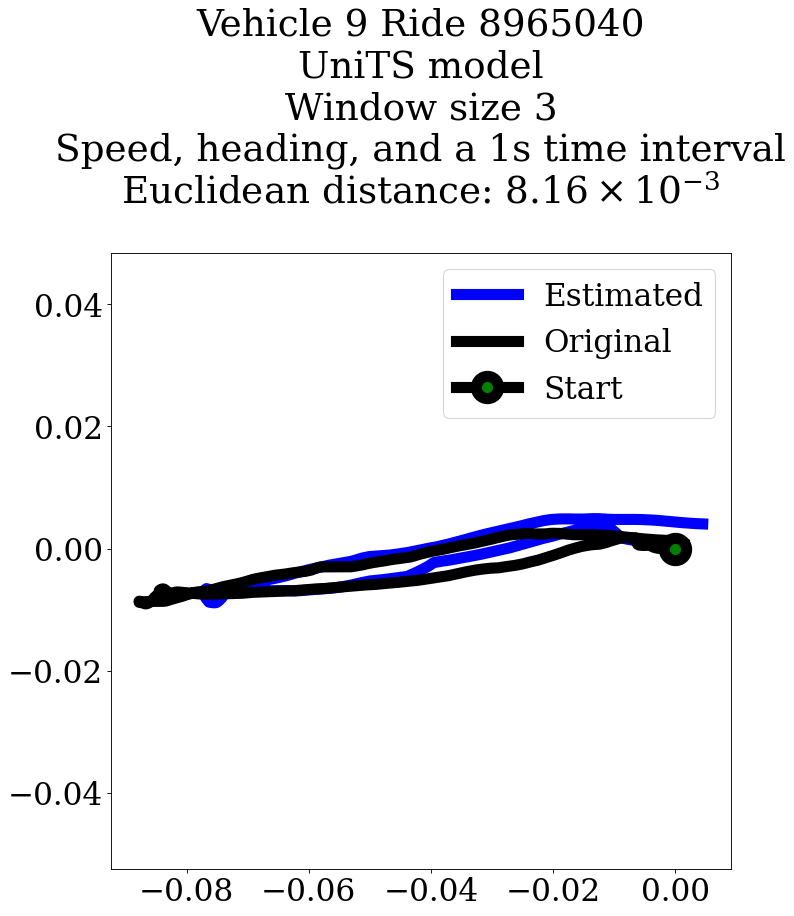 Vehicle 9 Ride 8965040
UniTS model
Window size 3
Speed, heading, and a 1s time interval
Euclidean distance: 8.16 × 10⁻³
Estimated
Original
Start
0.04
0.02
0.00
−0.02
−0.04
−0.08
−0.06
−0.04
−0.02
0.00